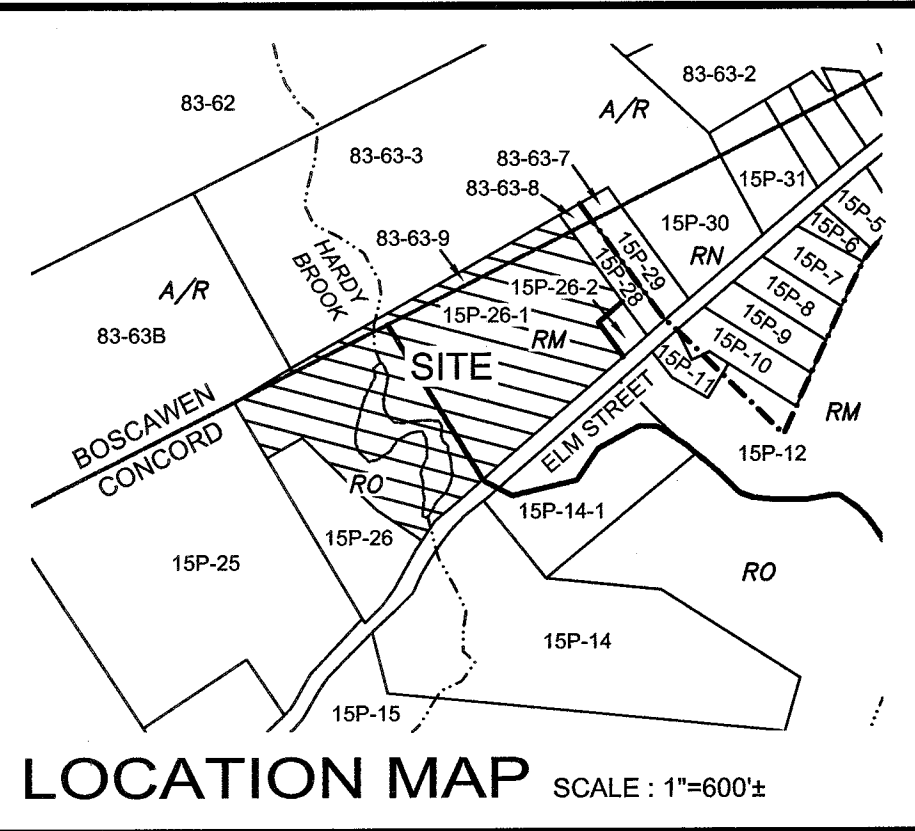 83-63-2
83-62
A/R
83-63-3
83-63-7
83-63-8
15P-31
15P-5
15P-30
15P-6
RN
15P-29
15P-28
15P-7
83-63-9
HARDY
BROOK
A/R
15P-26-2
15P-8
15P-26-1
15P-9
83-63B
RM
15P-10
SITE
15P-11
RM
BOSCAWEN
CONCORD
ELM STREET
15P-12
RO
15P-14-1
15P-26
15P-25
RO
15P-14
15P-15
LOCATION MAP
SCALE : 1"=600'±